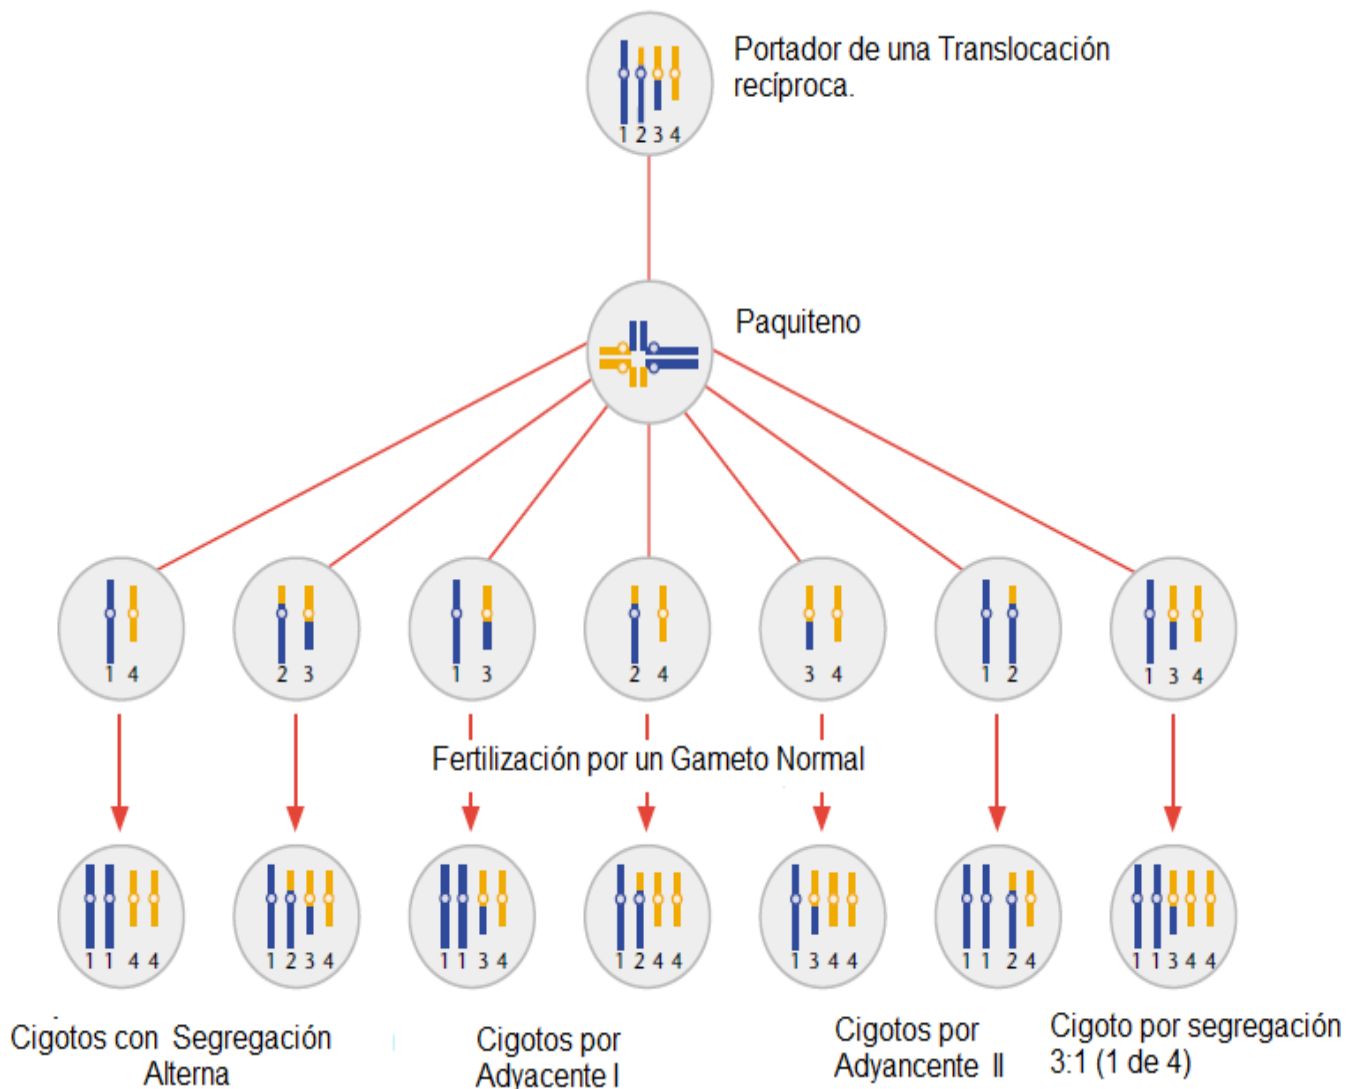 Portador de una Translocación
recíproca.
1 2 3 4
Paquiteno
1 4
2 3
1 3
2 4
3 4
1 2
1 3 4
Fertilización por un Gameto Normal
1 1 4 4
1 2 3 4
1 1 3 4
1 2 4 4
1 3 4 4
1 1 2 4
1 1 3 4 4
Cigotos con Segregación
Alterna
Cigotos por
Adyacente I
Cigotos por
Adyancente II
Cigoto por segregación
3:1 (1 de 4)